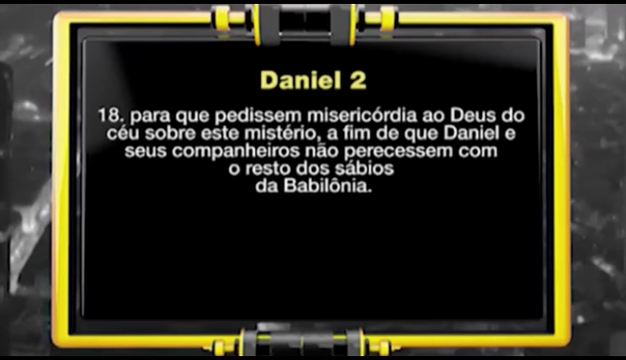 Daniel 2
18. para que pedissem misericórdia ao Deus do
céu sobre este mistério, a fim de que Daniel e
seus companheiros não perecessem com
o resto dos sábios
da Babilônia.